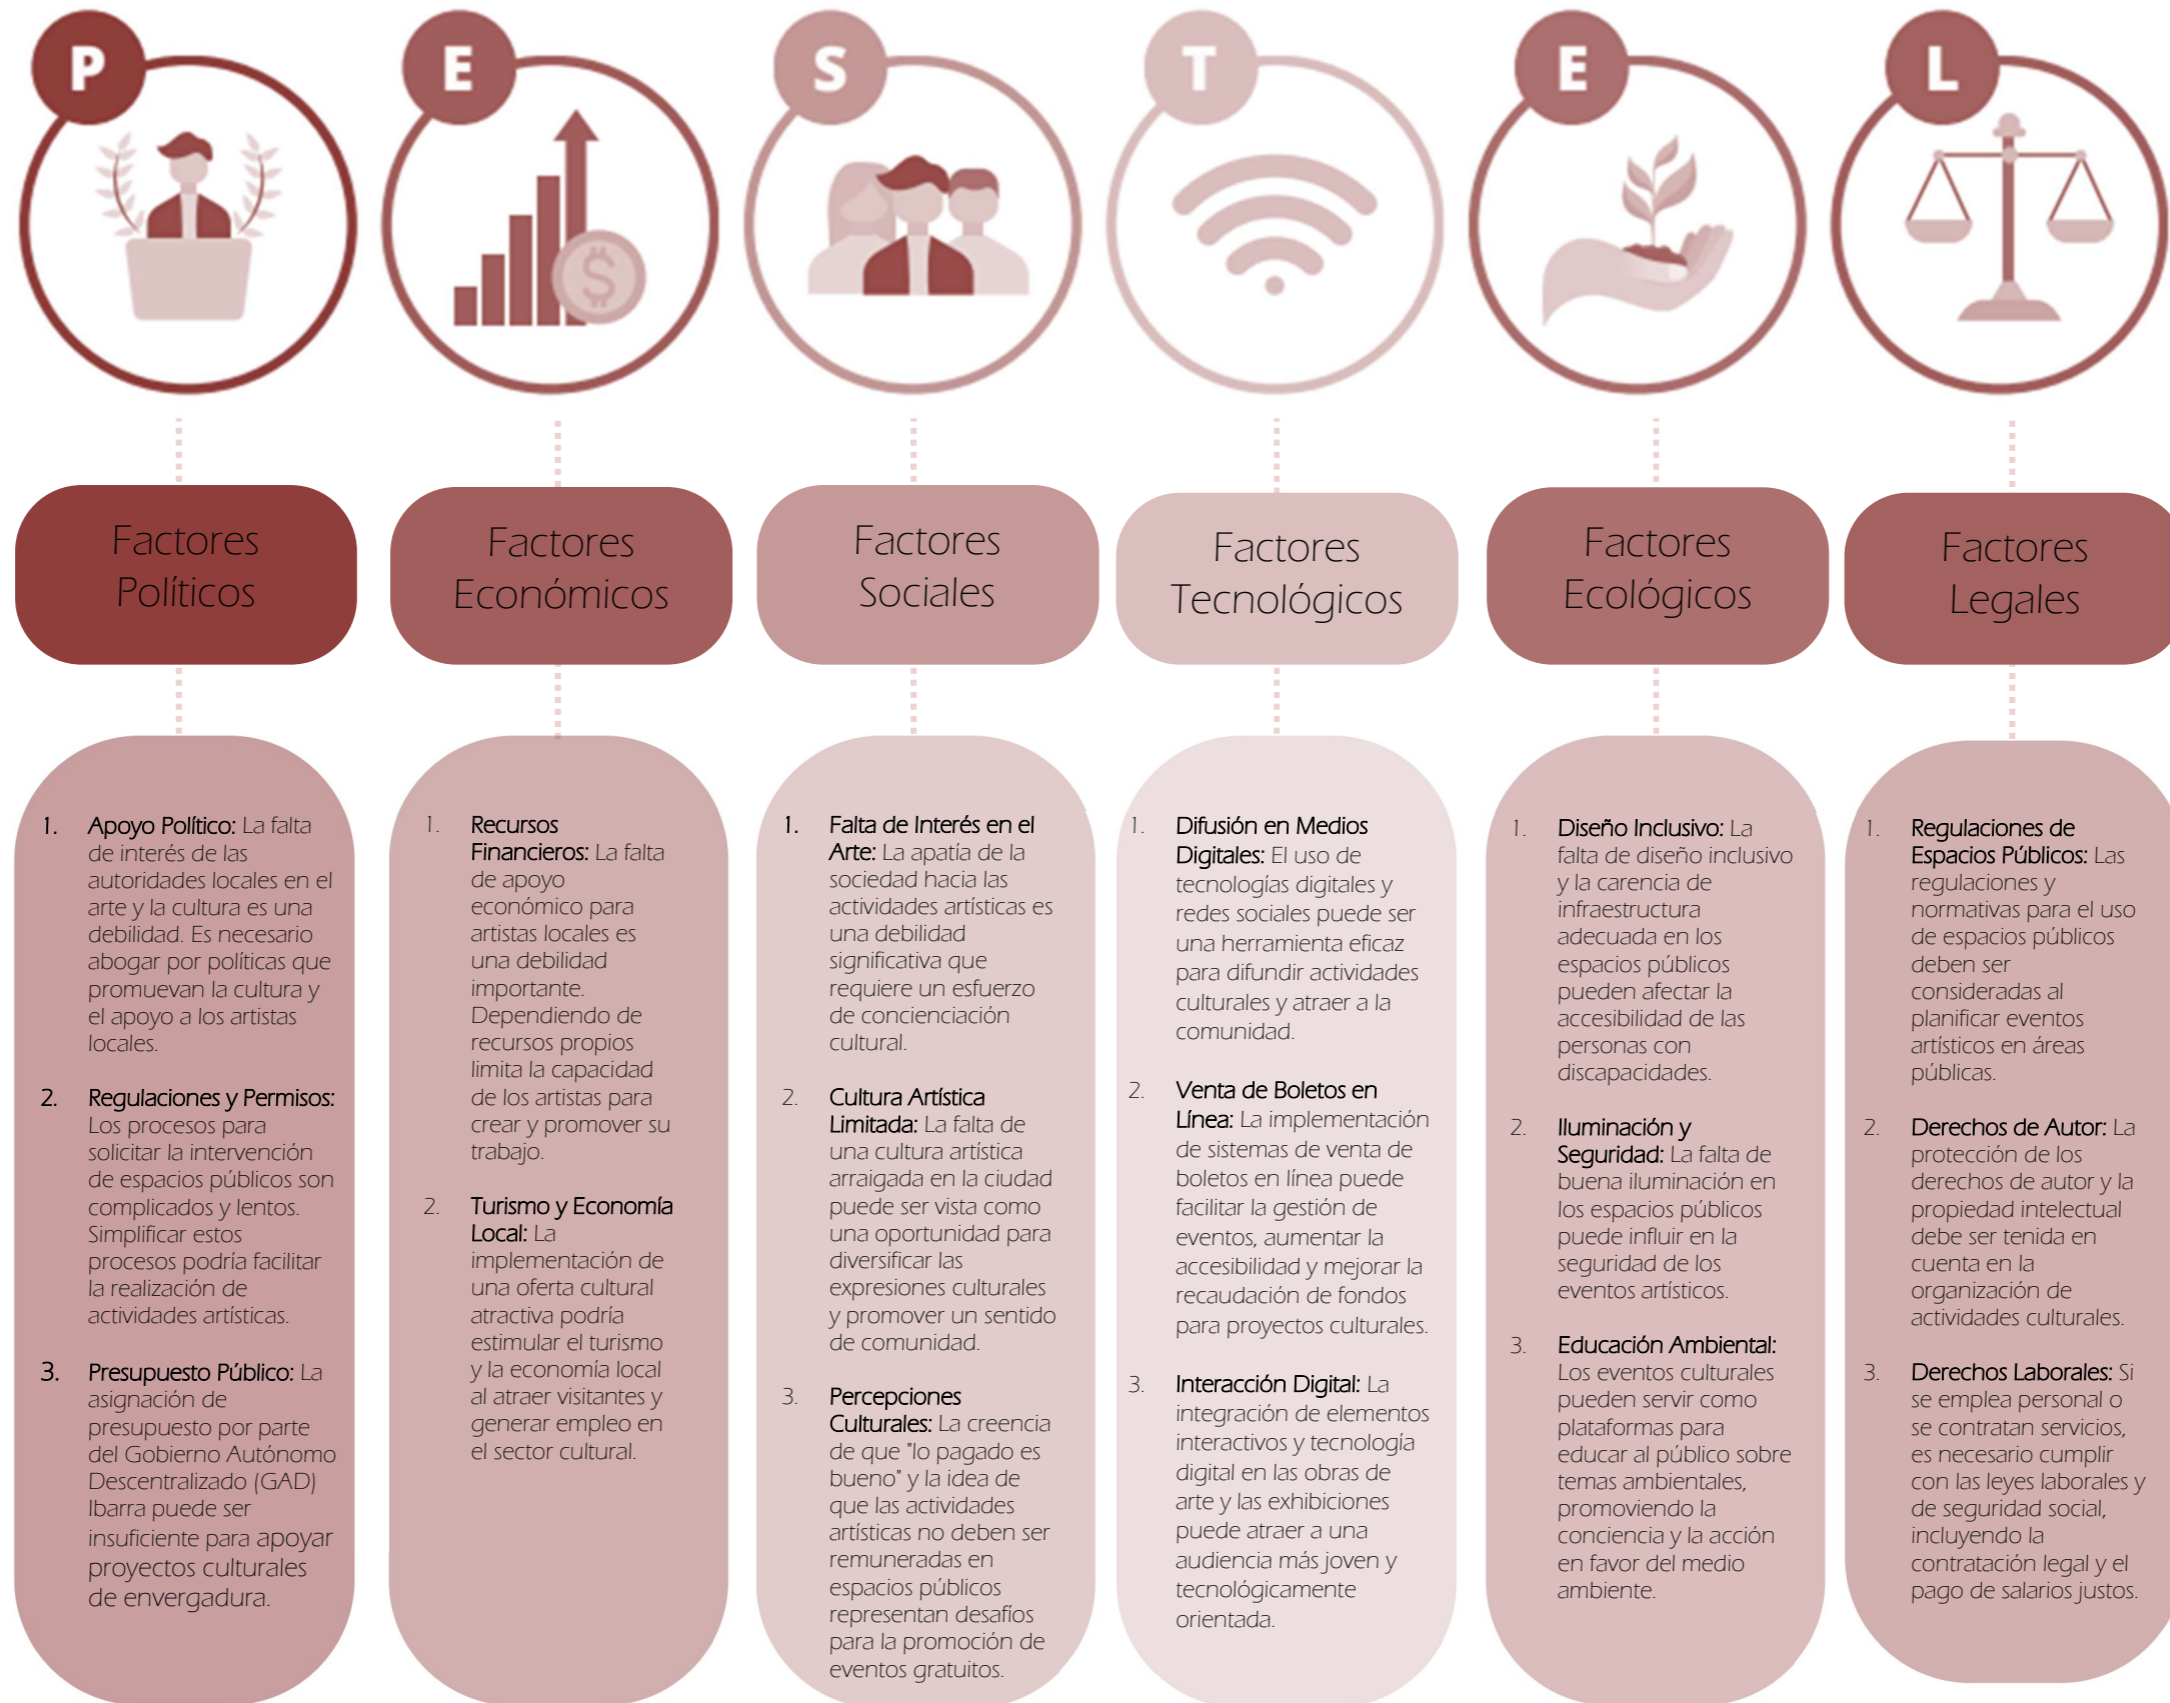 P
E
S
T
E
L
$
Factores
Políticos
Factores
Económicos
Factores
Sociales
Factores
Tecnológicos
Factores
Ecológicos
Factores
Legales
1. Apoyo Político: La falta
de interés de las
autoridades locales en el
arte y la cultura es una
debilidad. Es necesario
abogar por políticas que
promuevan la cultura y
el apoyo a los artistas
locales.
2. Regulaciones y Permisos:
Los procesos para
solicitar la intervención
de espacios públicos son
complicados y lentos.
Simplificar estos
procesos podría facilitar
la realización de
actividades artísticas.
3. Presupuesto Público: La
asignación de
presupuesto por parte
del Gobierno Autónomo
Descentralizado (GAD)
Ibarra puede ser
insuficiente para apoyar
proyectos culturales
de envergadura.
1. Recursos
Financieros: La falta
de apoyo
económico para
artistas locales es
una debilidad
importante.
Dependiendo de
recursos propios
limita la capacidad
de los artistas para
crear y promover su
trabajo.
2. Turismo y Economía
Local: La
implementación de
una oferta cultural
atractiva podría
estimular el turismo
y la economía local
al atraer visitantes y
generar empleo en
el sector cultural.
1. Falta de Interés en el
Arte: La apatía de la
sociedad hacia las
actividades artísticas es
una debilidad
significativa que
requiere un esfuerzo
de concienciación
cultural.
2. Cultura Artística
Limitada: La falta de
una cultura artística
arraigada en la ciudad
puede ser vista como
una oportunidad para
diversificar las
expresiones culturales
y promover un sentido
de comunidad.
3. Percepciones
Culturales: La creencia
de que "lo pagado es
bueno" y la idea de
que las actividades
artísticas no deben ser
remuneradas en
espacios públicos
representan desafíos
para la promoción de
eventos gratuitos.
1. Difusión en Medios
Digitales: El uso de
tecnologías digitales y
redes sociales puede ser
una herramienta eficaz
para difundir actividades
culturales y atraer a la
comunidad.
2. Venta de Boletos en
Línea: La implementación
de sistemas de venta de
boletos en línea puede
facilitar la gestión de
eventos, aumentar la
accesibilidad y mejorar la
recaudación de fondos
para proyectos culturales.
3. Interacción Digital: La
integración de elementos
interactivos y tecnología
digital en las obras de
arte y las exhibiciones
puede atraer a una
audiencia más joven y
tecnológicamente
orientada.
1. Diseño Inclusivo: La
falta de diseño inclusivo
y la carencia de
infraestructura
adecuada en los
espacios públicos
pueden afectar la
accesibilidad de las
personas con
discapacidades.
2. Iluminación y
Seguridad: La falta de
buena iluminación en
los espacios públicos
puede influir en la
seguridad de los
eventos artísticos.
3. Educación Ambiental:
Los eventos culturales
pueden servir como
plataformas para
educar al público sobre
temas ambientales,
promoviendo la
conciencia y la acción
en favor del medio
ambiente.
1. Regulaciones de
Espacios Públicos: Las
regulaciones y
normativas para el uso
de espacios públicos
deben ser
consideradas al
planificar eventos
artísticos en áreas
públicas.
2. Derechos de Autor: La
protección de los
derechos de autor y la
propiedad intelectual
debe ser tenida en
cuenta en la
organización de
actividades culturales.
3. Derechos Laborales: Si
se emplea personal o
se contratan servicios,
es necesario cumplir
con las leyes laborales y
de seguridad social,
incluyendo la
contratación legal y el
pago de salarios justos.